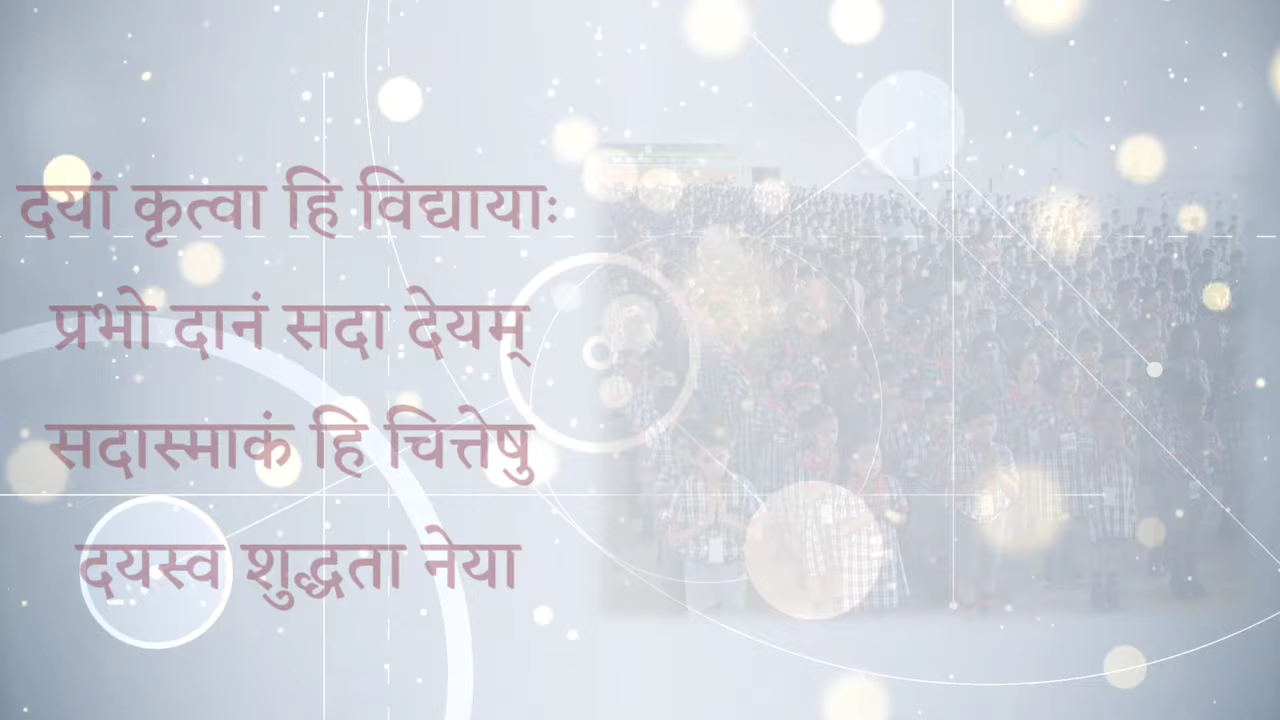 दयां कृत्वा हि विद्यायाः
प्रभो दानं सदा देयम्
सदास्माकं हि चित्तेषु
दयस्व शुद्धता नेया